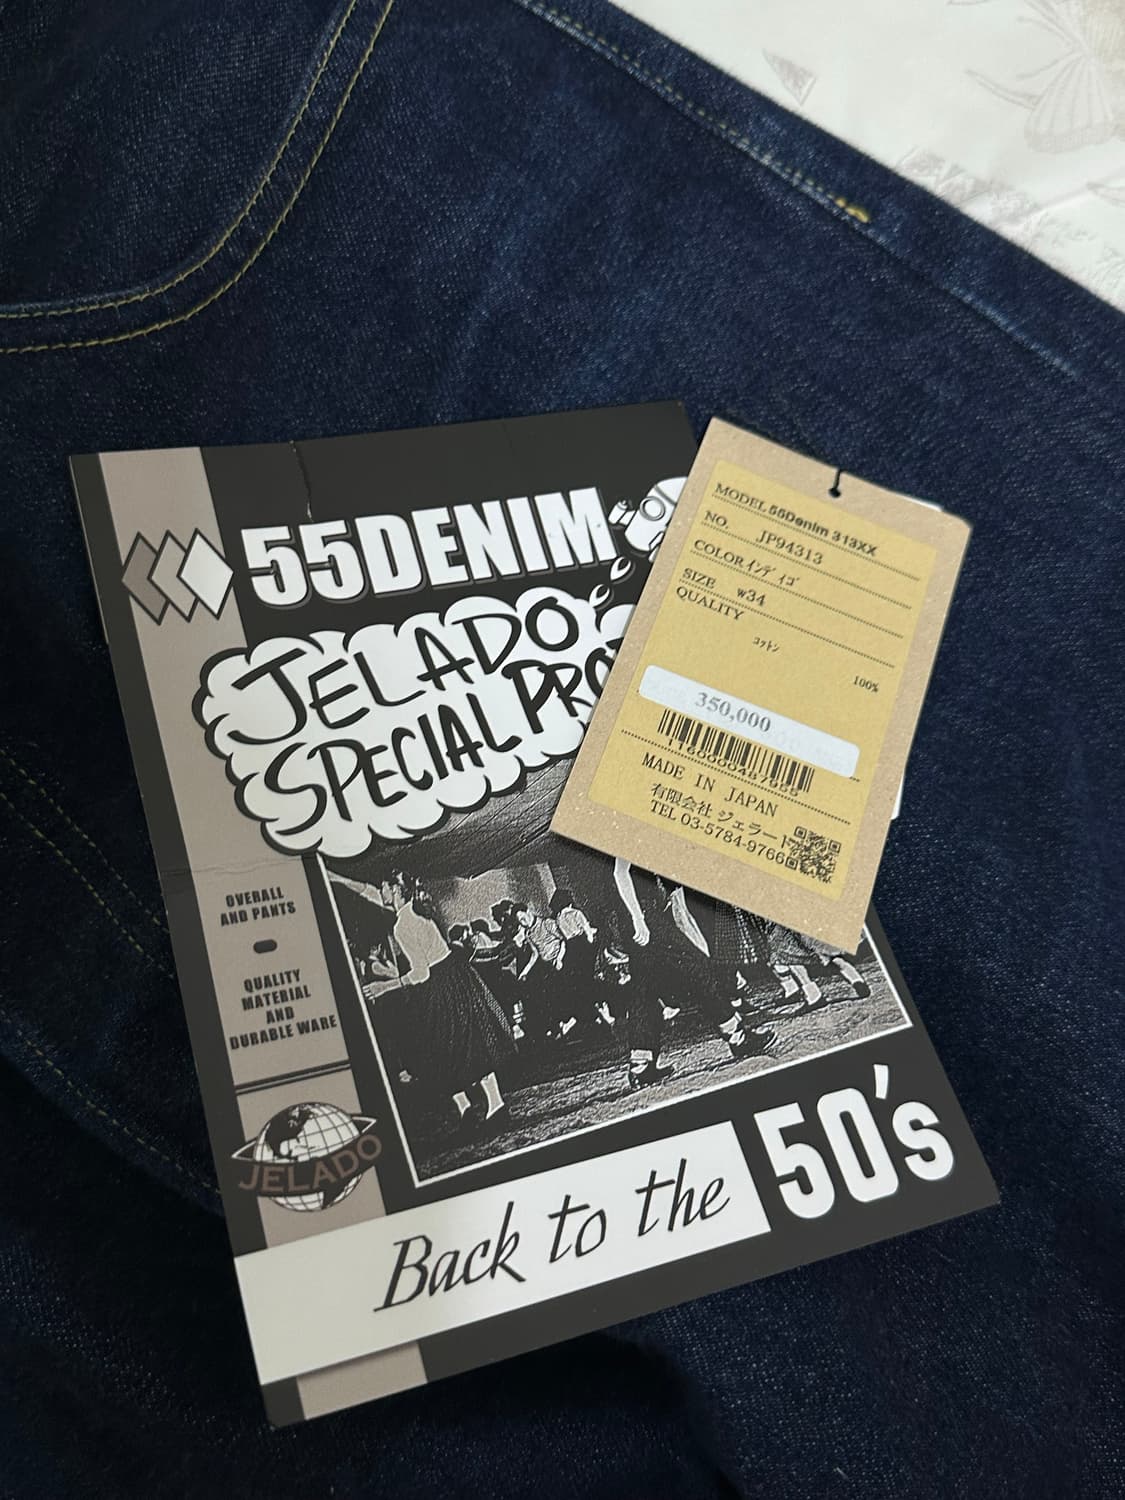 55DENIM
JELADO
SPECIAL
OVERALL
AND PANTS
QUALITY
MATERIAL
AND
DURABLE WARE
JELADO
Back to the 50's
MODEL 55Denim 313XX
NO. JP94313
COLOR インディゴ
SIZE w34
QUALITY
コットン
100%
350,000
1160000487985
MADE IN JAPAN
有限会社 ジェラード
TEL 03-5784-9766